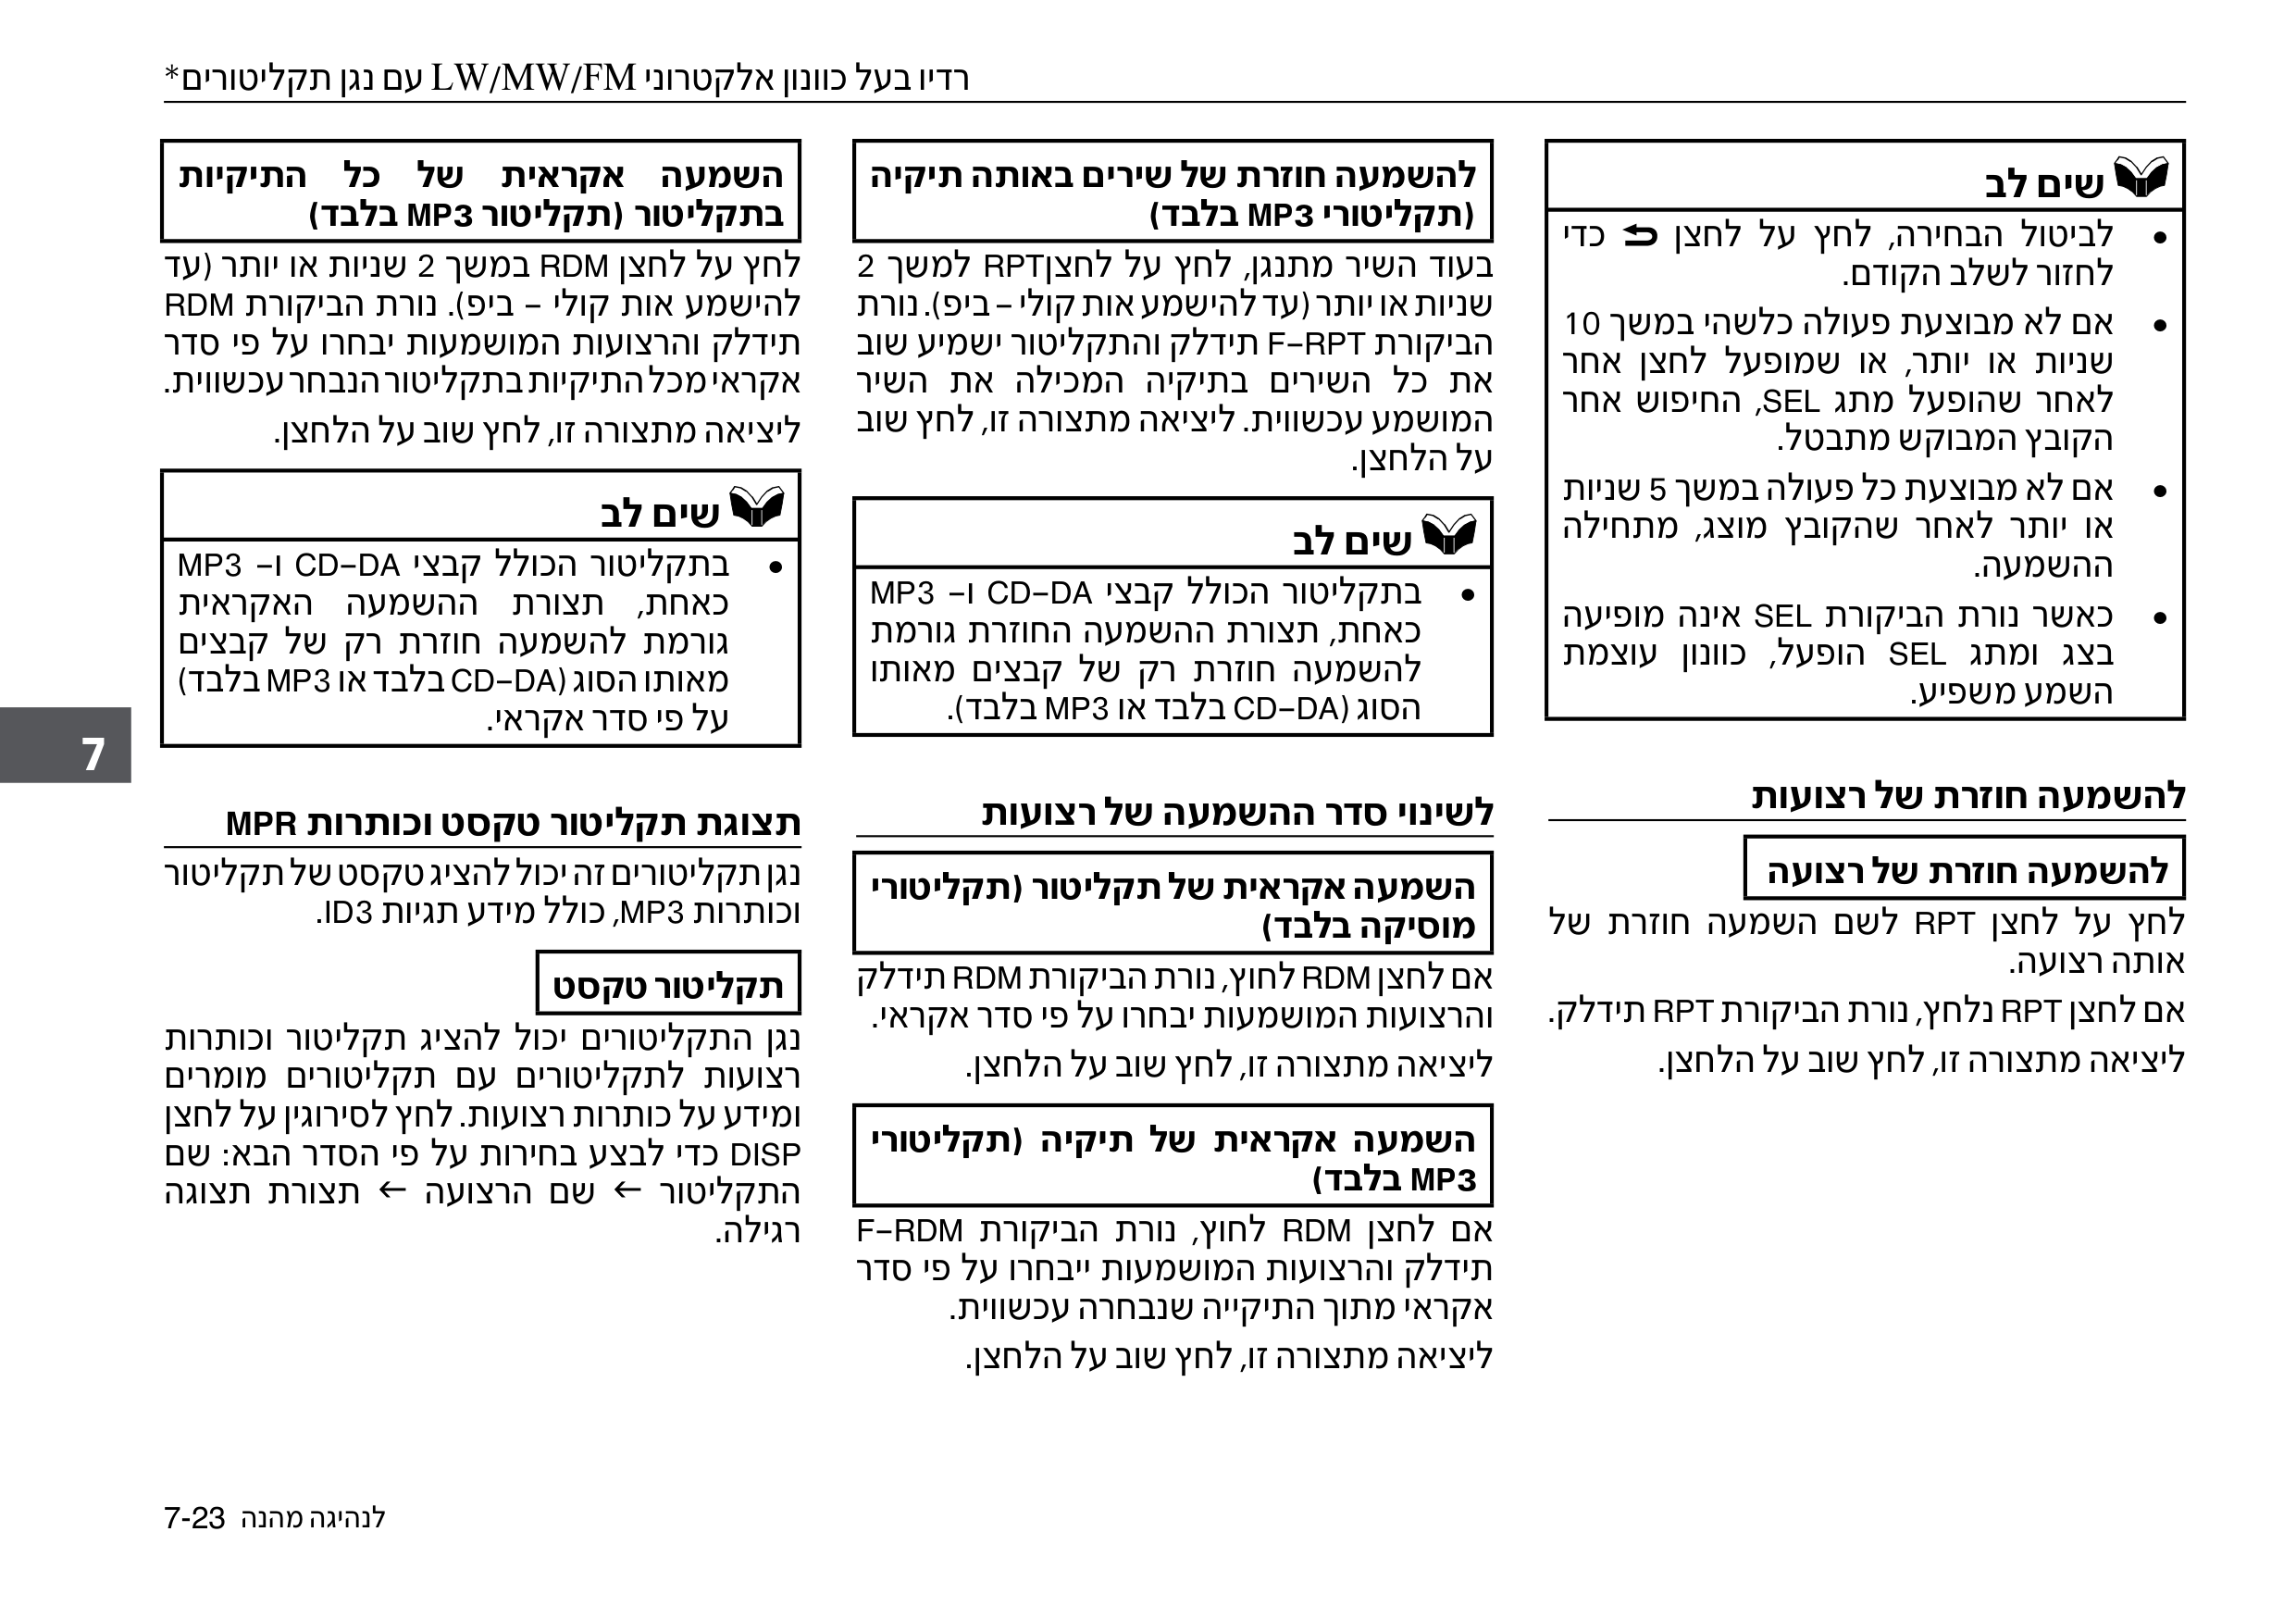 רדיו בעל כוונון אלקטרוני LW/MW/FM עם נגן תקליטורים*
שים לב
• לביטול הבחירה, לחץ על לחצן ⮌ כדי
לחזור לשלב הקודם.
• אם לא מבוצעת פעולה כלשהי במשך 10
שניות או יותר, או שמופעל לחצן אחר
לאחר שהופעל מתג SEL, החיפוש אחר
הקובץ המבוקש מתבטל.
• אם לא מבוצעת כל פעולה במשך 5 שניות
או יותר לאחר שהקובץ מוצג, מתחילה
ההשמעה.
• כאשר נורת הביקורת SEL אינה מופיעה
בצג ומתג SEL הופעל, כוונון עוצמת
השמע משפיע.
להשמעה חוזרת של רצועות
להשמעה חוזרת של רצועה
לחץ על לחצן RPT לשם השמעה חוזרת של
אותה רצועה.
אם לחצן RPT נלחץ, נורת הביקורת RPT תידלק.
ליציאה מתצורה זו, לחץ שוב על הלחצן.
להשמעה חוזרת של שירים באותה תיקיה
(תקליטורי MP3 בלבד)
בעוד השיר מתנגן, לחץ על לחצןRPT למשך 2
שניות או יותר (עד להישמע אות קולי – ביפ). נורת
הביקורת F–RPT תידלק והתקליטור ישמיע שוב
את כל השירים בתיקיה המכילה את השיר
המושמע עכשווית. ליציאה מתצורה זו, לחץ שוב
על הלחצן.
שים לב
• בתקליטור הכולל קבצי CD–DA ו– MP3
כאחת, תצורת ההשמעה החוזרת גורמת
להשמעה חוזרת רק של קבצים מאותו
הסוג (CD–DA בלבד או MP3 בלבד).
לשינוי סדר ההשמעה של רצועות
השמעה אקראית של תקליטור (תקליטורי
מוסיקה בלבד)
אם לחצן RDM לחוץ, נורת הביקורת RDM תידלק
והרצועות המושמעות יבחרו על פי סדר אקראי.
ליציאה מתצורה זו, לחץ שוב על הלחצן.
השמעה אקראית של תיקיה (תקליטורי
MP3 בלבד)
אם לחצן RDM לחוץ, נורת הביקורת F–RDM
תידלק והרצועות המושמעות ייבחרו על פי סדר
אקראי מתוך התיקייה שנבחרה עכשווית.
ליציאה מתצורה זו, לחץ שוב על הלחצן.
השמעה אקראית של כל התיקיות
בתקליטור (תקליטור MP3 בלבד)
לחץ על לחצן RDM במשך 2 שניות או יותר (עד
להישמע אות קולי – ביפ). נורת הביקורת RDM
תידלק והרצועות המושמעות יבחרו על פי סדר
אקראי מכל התיקיות בתקליטור הנבחר עכשווית.
ליציאה מתצורה זו, לחץ שוב על הלחצן.
שים לב
• בתקליטור הכולל קבצי CD–DA ו– MP3
כאחת, תצורת ההשמעה האקראית
גורמת להשמעה חוזרת רק של קבצים
מאותו הסוג (CD–DA בלבד או MP3 בלבד)
על פי סדר אקראי.
תצוגת תקליטור טקסט וכותרות MPR
נגן תקליטורים זה יכול להציג טקסט של תקליטור
וכותרות MP3, כולל מידע תגיות ID3.
תקליטור טקסט
נגן התקליטורים יכול להציג תקליטור וכותרות
רצועות לתקליטורים עם תקליטורים מומרים
ומידע על כותרות רצועות. לחץ לסירוגין על לחצן
DISP כדי לבצע בחירות על פי הסדר הבא: שם
התקליטור ← שם הרצועה ← תצורת תצוגה
רגילה.
7
לנהיגה מהנה 7-23